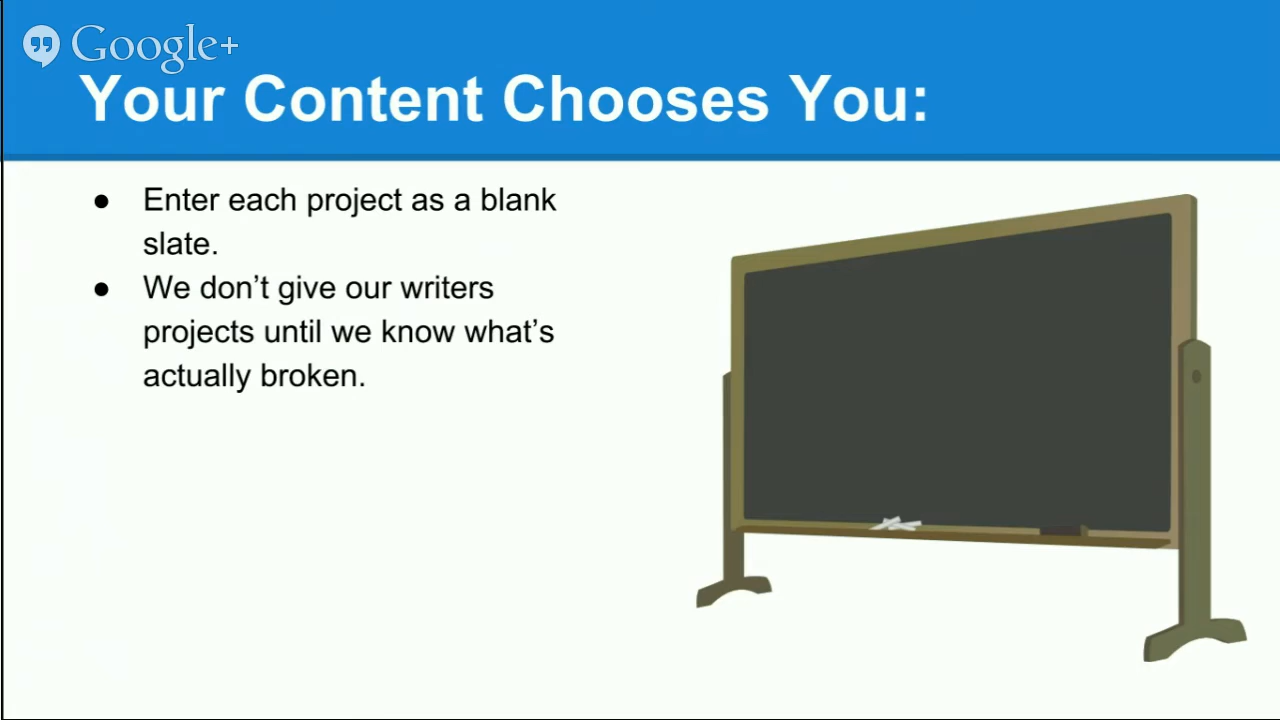 Google+
Your Content Chooses You:
● Enter each project as a blank
slate.
● We don’t give our writers
projects until we know what’s
actually broken.